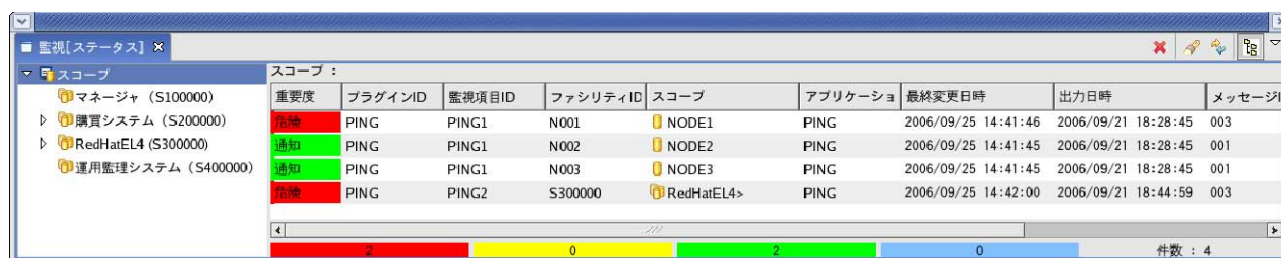 監視[ステータス]
スコープ
マネージャ (S100000)
購買システム (S200000)
RedHatEL4 (S300000)
運用監理システム (S400000)
スコープ :
重要度 プラグインID 監視項目ID ファシリティID スコープ アプリケーショ 最終変更日時 出力日時 メッセージI
危険 PING PING1 N001 NODE1 PING 2006/09/25 14:41:46 2006/09/21 18:28:45 003
通知 PING PING1 N002 NODE2 PING 2006/09/25 14:41:45 2006/09/21 18:28:45 001
通知 PING PING1 N003 NODE3 PING 2006/09/25 14:41:45 2006/09/21 18:28:45 001
危険 PING PING2 S300000 RedHatEL4> PING 2006/09/25 14:42:00 2006/09/21 18:44:59 003
2 0 2 0 件数 : 4